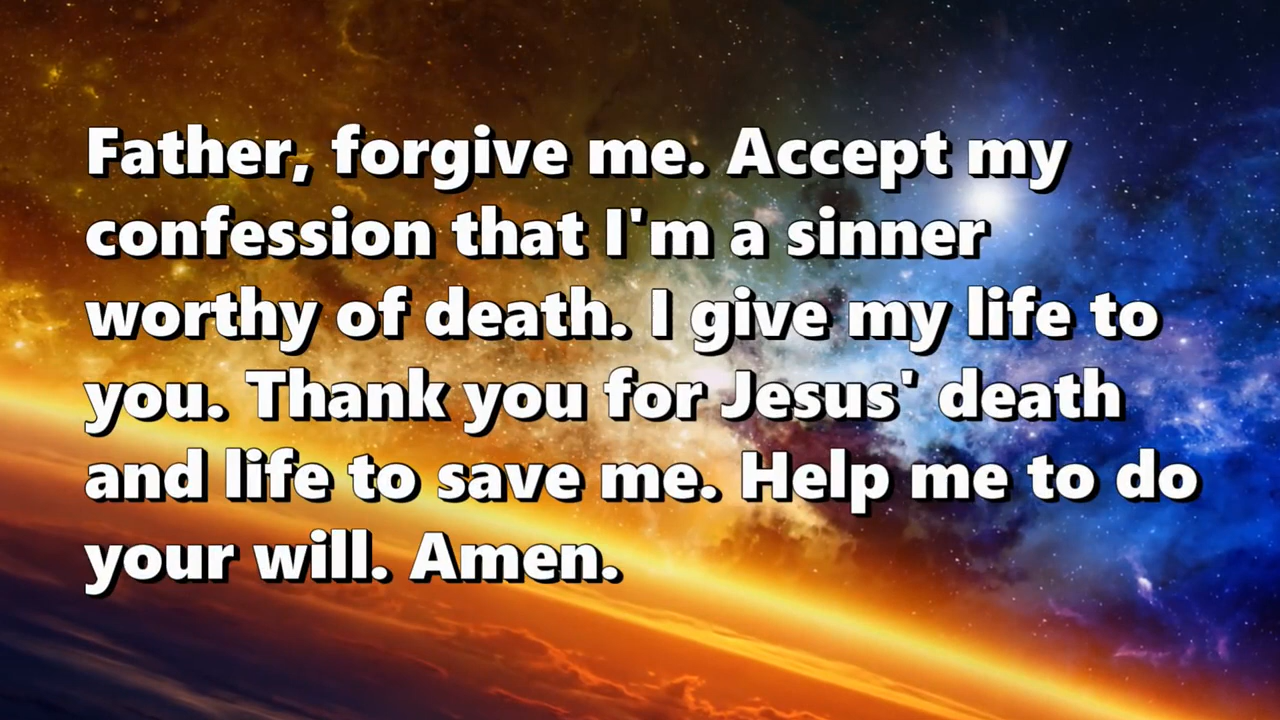 Father, forgive me. Accept my
confession that I'm a sinner
worthy of death. I give my life to
you. Thank you for Jesus' death
and life to save me. Help me to do
your will. Amen.